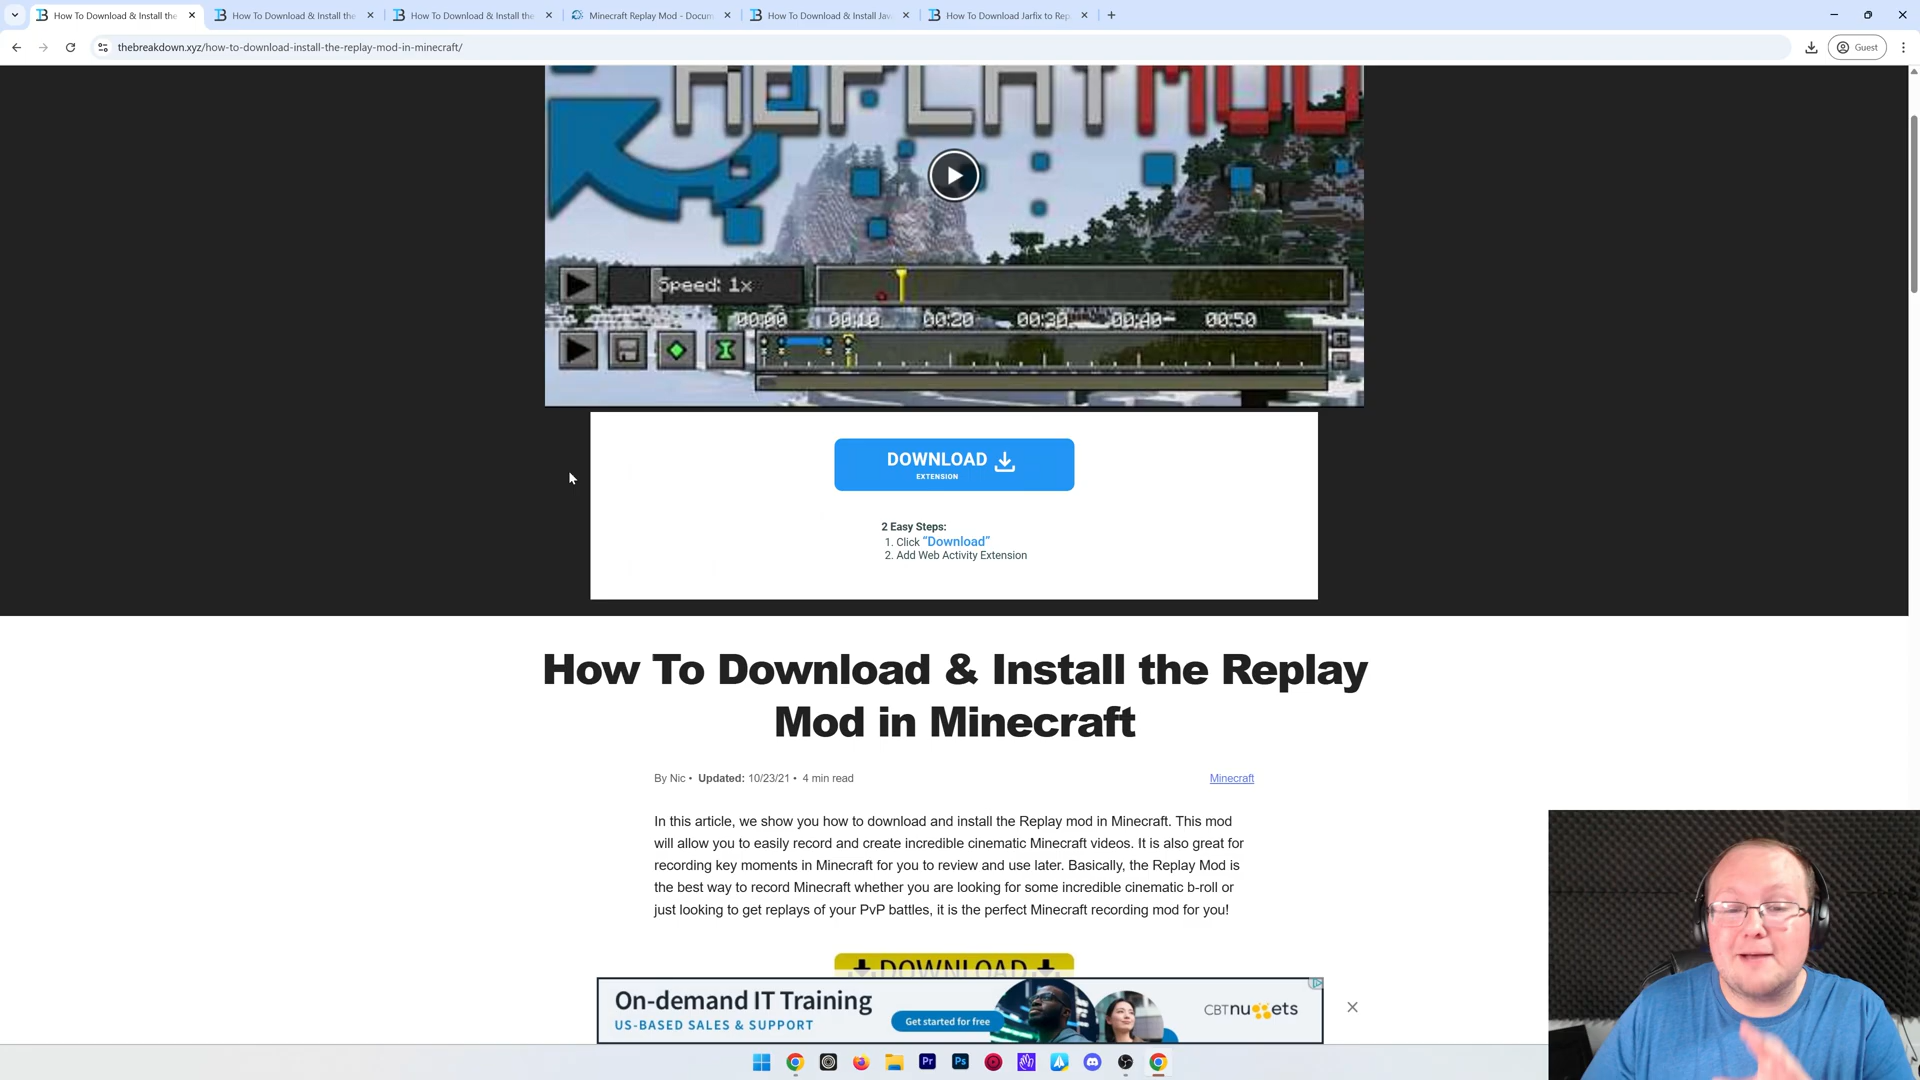 How To Download & Install the
How To Download & Install the
How To Download & Install the
Minecraft Replay Mod - Docum
How To Download & Install Jav
How To Download Jarfix to Rep
thebreakdown.xyz/how-to-download-install-the-replay-mod-in-minecraft/
Guest
REPLAYMOD
Speed: 1x
00:00 00:10 00:20 00:30 00:40 00:50
DOWNLOAD
EXTENSION
2 Easy Steps:
1. Click "Download"
2. Add Web Activity Extension
How To Download & Install the Replay
Mod in Minecraft
By Nic • Updated: 10/23/21 • 4 min read
Minecraft
In this article, we show you how to download and install the Replay mod in Minecraft. This mod
will allow you to easily record and create incredible cinematic Minecraft videos. It is also great for
recording key moments in Minecraft for you to review and use later. Basically, the Replay Mod is
the best way to record Minecraft whether you are looking for some incredible cinematic b-roll or
just looking to get replays of your PvP battles, it is the perfect Minecraft recording mod for you!
DOWNLOAD
On-demand IT Training
US-BASED SALES & SUPPORT
Get started for free
CBTnuggets
Pr
Ps